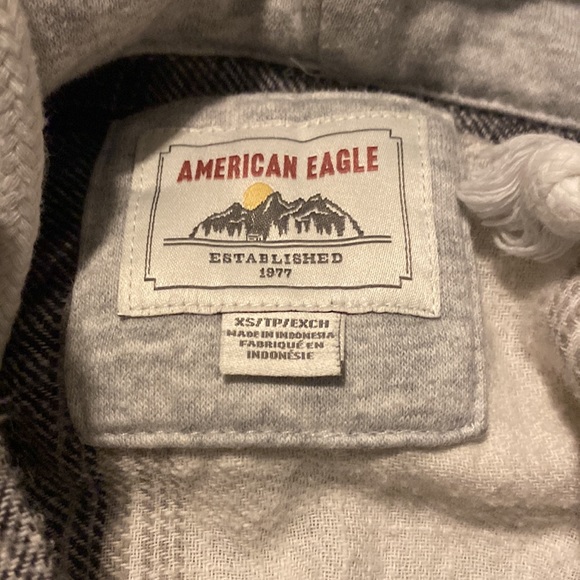 AMERICAN EAGLE
ESTABLISHED
1977
XS/TP/EXCH
MADE IN INDONESIA
FABRIQUÉ EN
INDONÉSIE